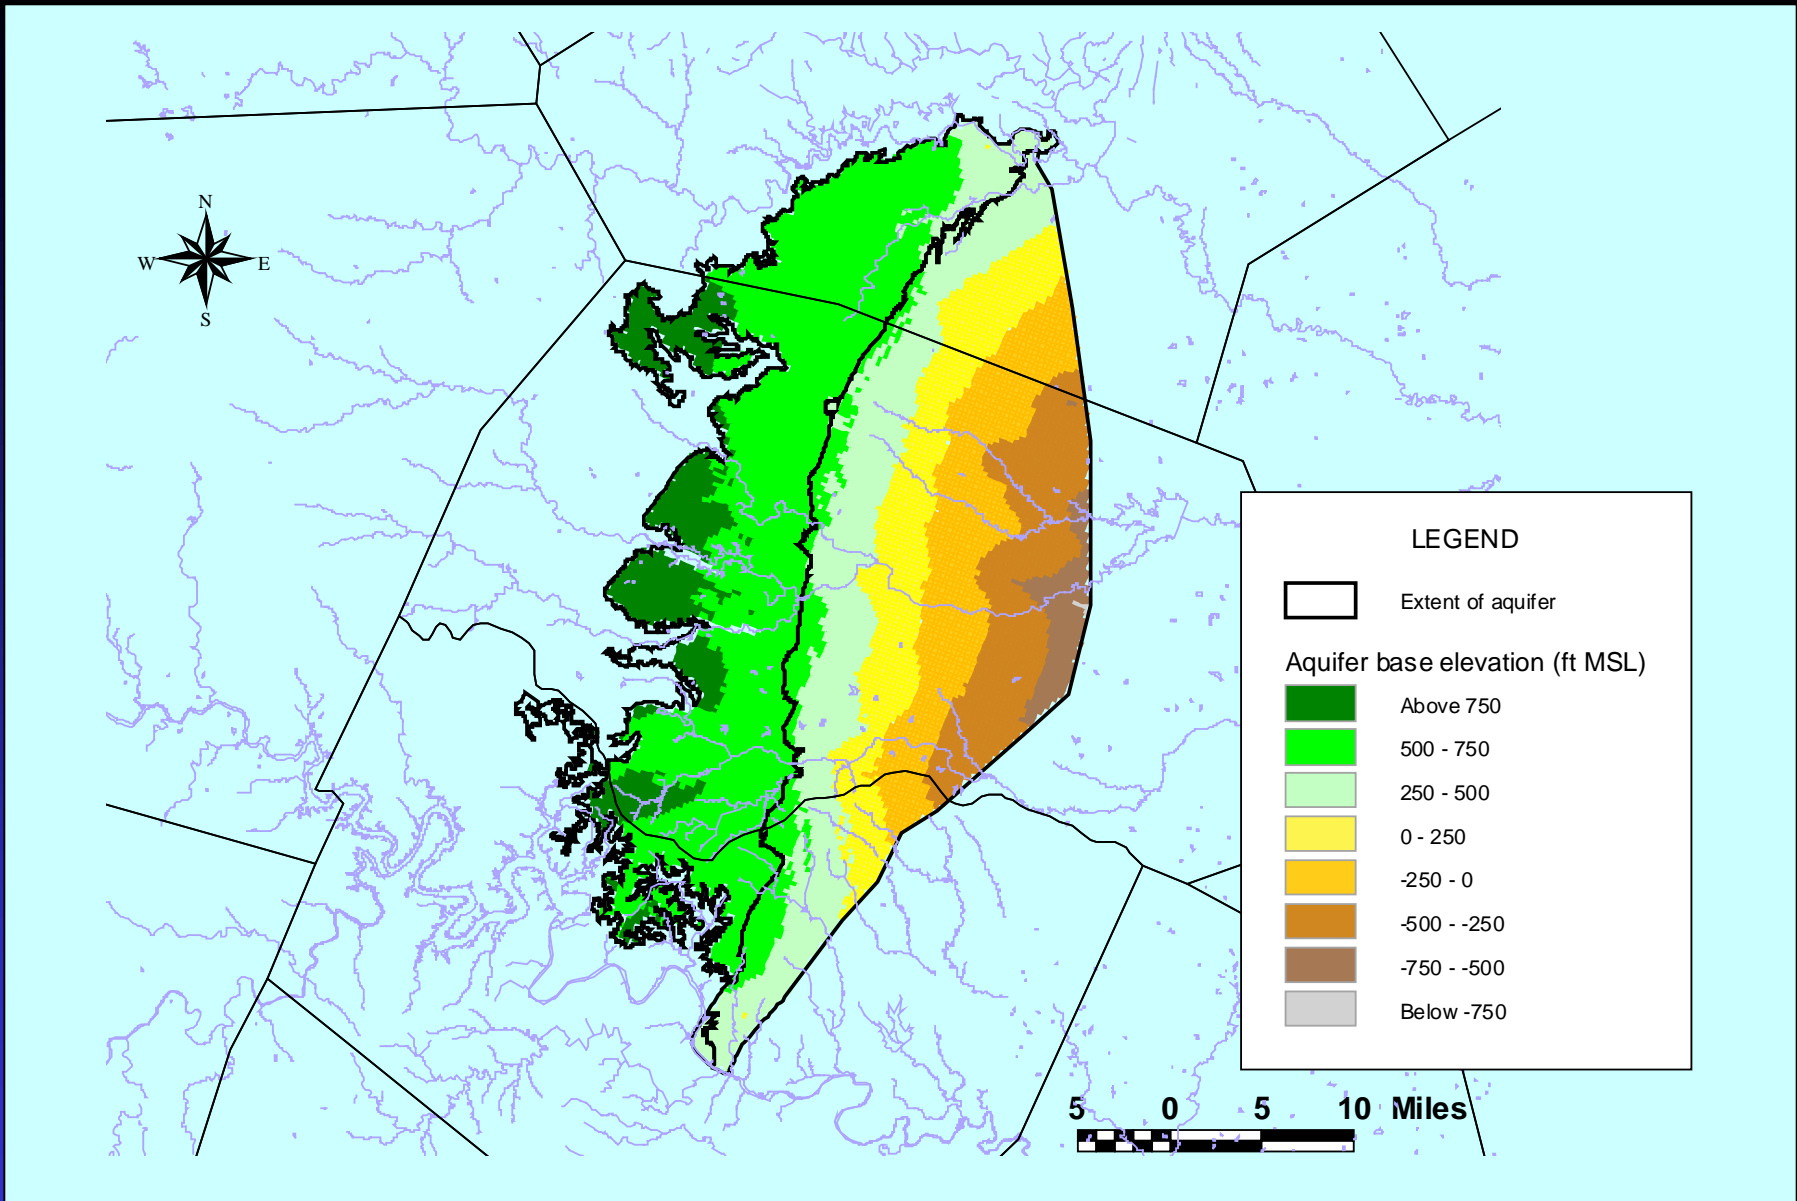 N
W E
S
LEGEND
Extent of aquifer
Aquifer base elevation (ft MSL)
Above 750
500 - 750
250 - 500
0 - 250
-250 - 0
-500 - -250
-750 - -500
Below -750
5 0 5 10 Miles